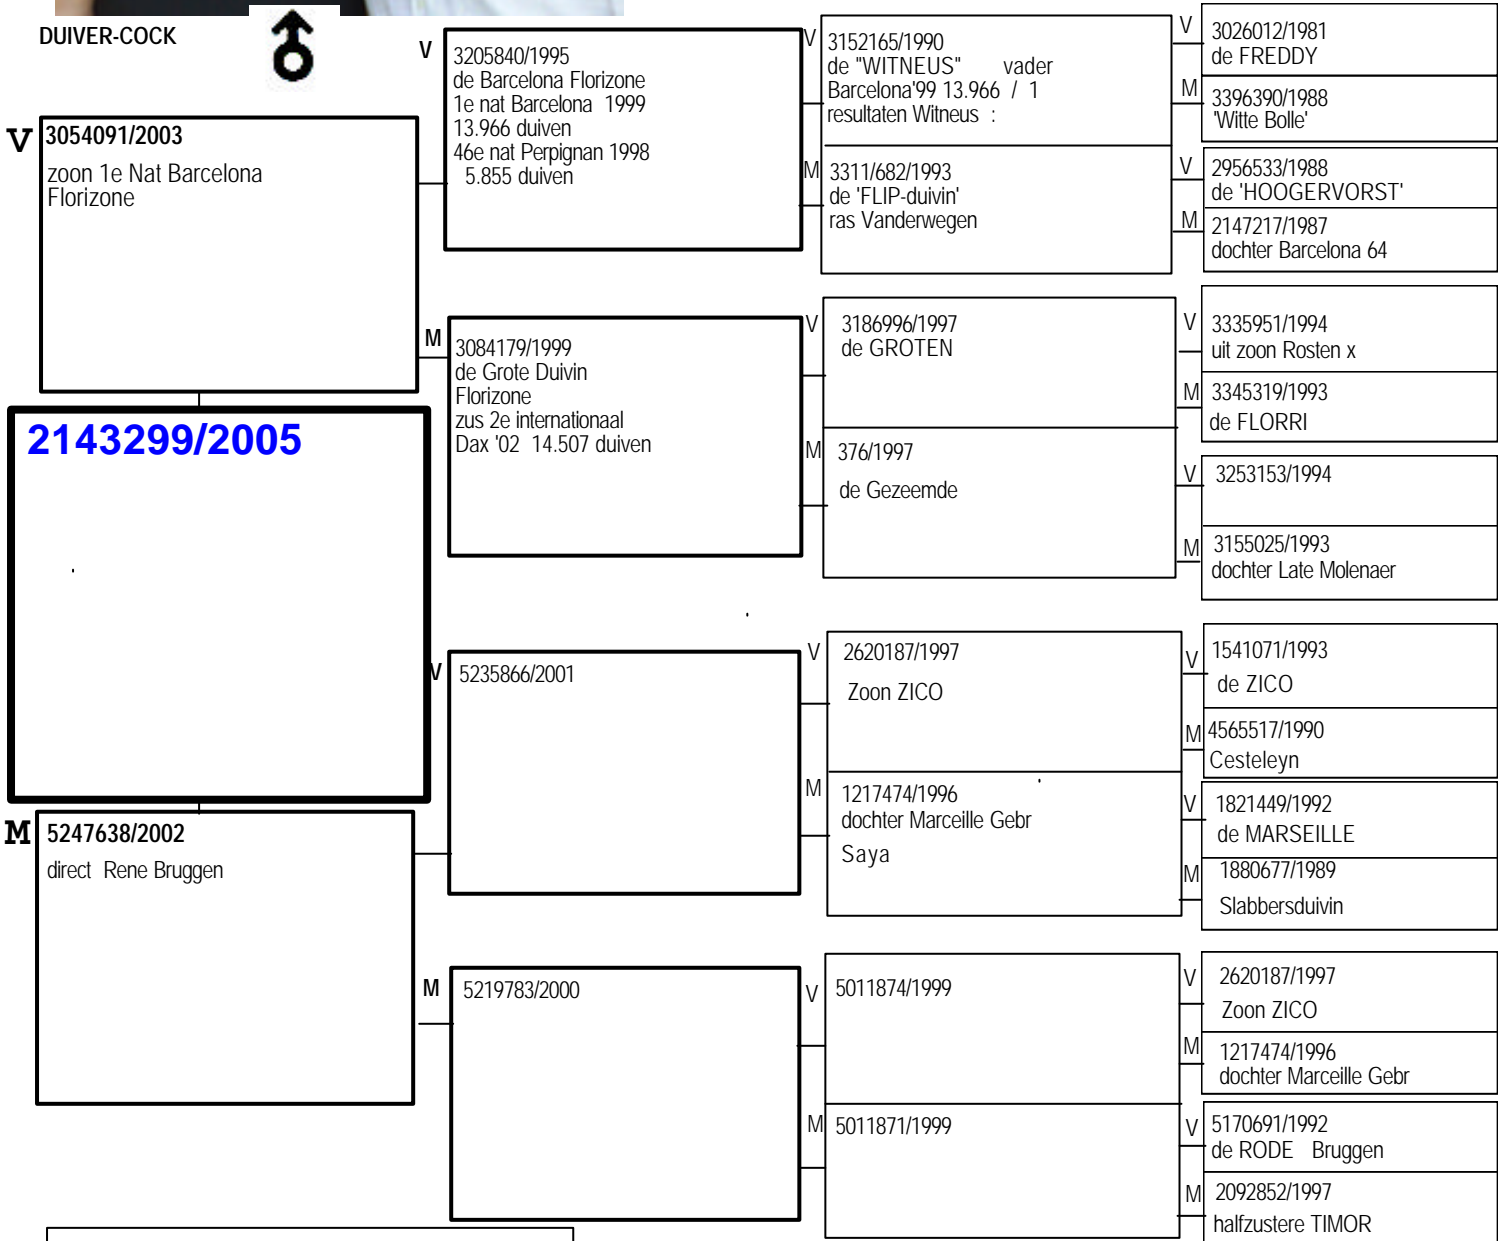 DUIVER-COCK
V
3054091/2003
zoon 1e Nat Barcelona
Florizone
2143299/2005
M
5247638/2002
direct Rene Bruggen
V
3205840/1995
de Barcelona Florizone
1e nat Barcelona 1999
13.966 duiven
46e nat Perpignan 1998
5.855 duiven
M
3084179/1999
de Grote Duivin
Florizone
zus 2e internationaal
Dax '02 14.507 duiven
V
5235866/2001
M
5219783/2000
V
3152165/1990
de "WITNEUS" vader
Barcelona'99 13.966 / 1
resultaten Witneus :
M
3311/682/1993
de 'FLIP-duivin'
ras Vanderwegen
V
3186996/1997
de GROTEN
M
376/1997
de Gezeemde
V
2620187/1997
Zoon ZICO
M
1217474/1996
dochter Marceille Gebr
Saya
V
5011874/1999
M
5011871/1999
V
3026012/1981
de FREDDY
M
3396390/1988
'Witte Bolle'
V
2956533/1988
de 'HOOGERVORST'
M
2147217/1987
dochter Barcelona 64
V
3335951/1994
uit zoon Rosten x
M
3345319/1993
de FLORRI
V
3253153/1994
M
3155025/1993
dochter Late Molenaer
V
1541071/1993
de ZICO
M
4565517/1990
Cesteleyn
V
1821449/1992
de MARSEILLE
M
1880677/1989
Slabbersduivin
V
2620187/1997
Zoon ZICO
M
1217474/1996
dochter Marceille Gebr
V
5170691/1992
de RODE Bruggen
M
2092852/1997
halfzustere TIMOR